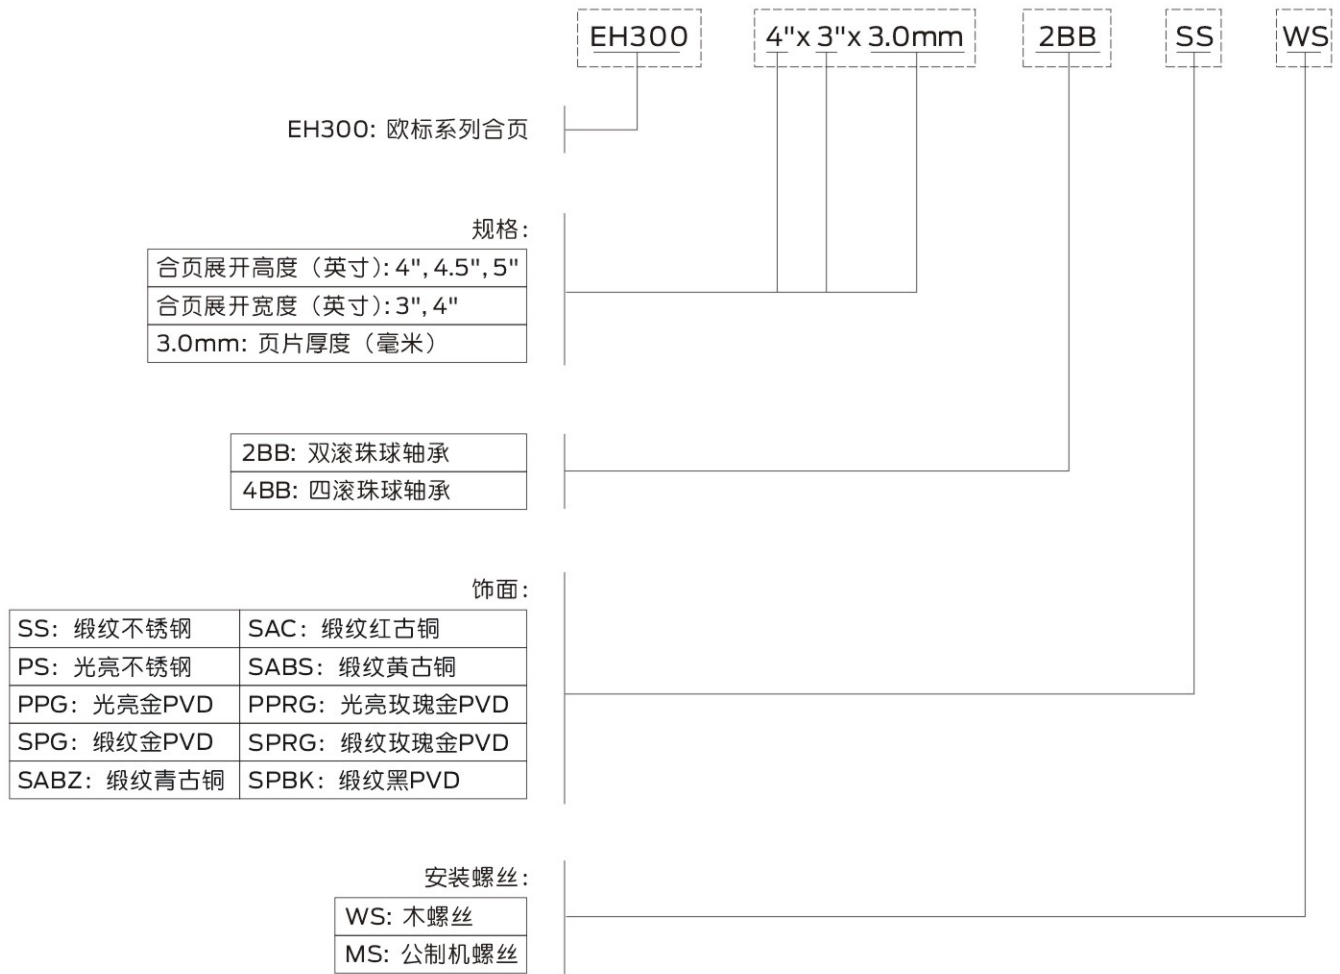 EH300 4"x 3"x 3.0mm 2BB SS WS
EH300: 欧标系列合页
规格:
合页展开高度（英寸）: 4", 4.5", 5"
合页展开宽度（英寸）: 3", 4"
3.0mm: 页片厚度（毫米）
2BB: 双滚珠球轴承
4BB: 四滚珠球轴承
饰面:
SS: 缎纹不锈钢 SAC: 缎纹红古铜
PS: 光亮不锈钢 SABS: 缎纹黄古铜
PPG: 光亮金PVD PPRG: 光亮玫瑰金PVD
SPG: 缎纹金PVD SPRG: 缎纹玫瑰金PVD
SABZ: 缎纹青古铜 SPBK: 缎纹黑PVD
安装螺丝:
WS: 木螺丝
MS: 公制机螺丝